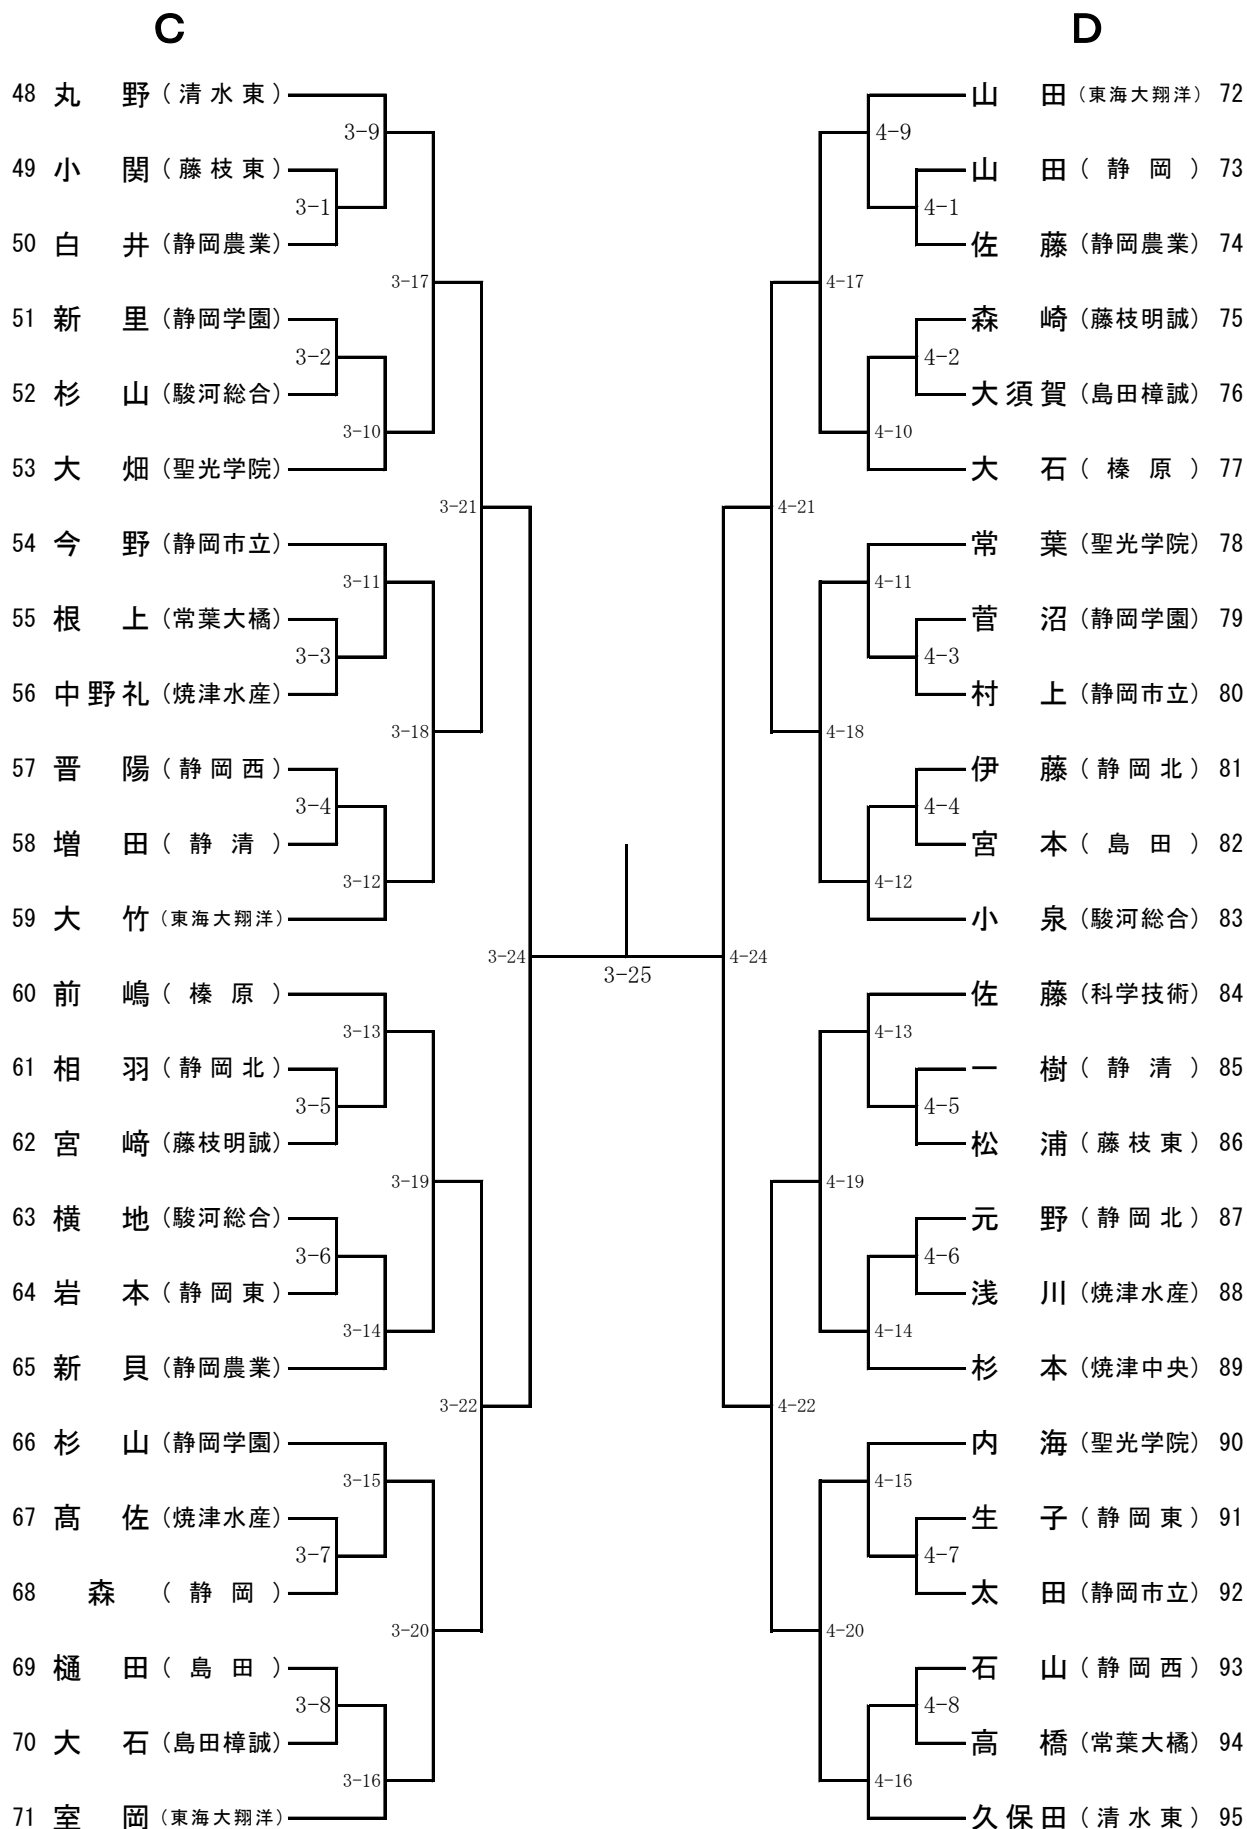 C D
48 丸野 (清水東) 山田 (東海大翔洋) 72
3-9 4-9
49 小関 (藤枝東) 山田 (静岡) 73
3-1 4-1
50 白井 (静岡農業) 佐藤 (静岡農業) 74
3-17 4-17
51 新里 (静岡学園) 森崎 (藤枝明誠) 75
3-2 4-2
52 杉山 (駿河総合) 大須賀 (島田樟誠) 76
3-10 4-10
53 大畑 (聖光学院) 大石 (榛原) 77
3-21 4-21
54 今野 (静岡市立) 常葉 (聖光学院) 78
3-11 4-11
55 根上 (常葉大橘) 菅沼 (静岡学園) 79
3-3 4-3
56 中野礼 (焼津水産) 村上 (静岡市立) 80
3-18 4-18
57 晋陽 (静岡西) 伊藤 (静岡北) 81
3-4 4-4
58 増田 (静清) 宮本 (島田) 82
3-12 4-12
59 大竹 (東海大翔洋) 小泉 (駿河総合) 83
3-24 4-24
3-25
60 前嶋 (榛原) 佐藤 (科学技術) 84
3-13 4-13
61 相羽 (静岡北) 一樹 (静清) 85
3-5 4-5
62 宮﨑 (藤枝明誠) 松浦 (藤枝東) 86
3-19 4-19
63 横地 (駿河総合) 元野 (静岡北) 87
3-6 4-6
64 岩本 (静岡東) 浅川 (焼津水産) 88
3-14 4-14
65 新貝 (静岡農業) 杉本 (焼津中央) 89
3-22 4-22
66 杉山 (静岡学園) 内海 (聖光学院) 90
3-15 4-15
67 髙佐 (焼津水産) 生子 (静岡東) 91
3-7 4-7
68 森 (静岡) 太田 (静岡市立) 92
3-20 4-20
69 樋田 (島田) 石山 (静岡西) 93
3-8 4-8
70 大石 (島田樟誠) 高橋 (常葉大橘) 94
3-16 4-16
71 室岡 (東海大翔洋) 久保田 (清水東) 95